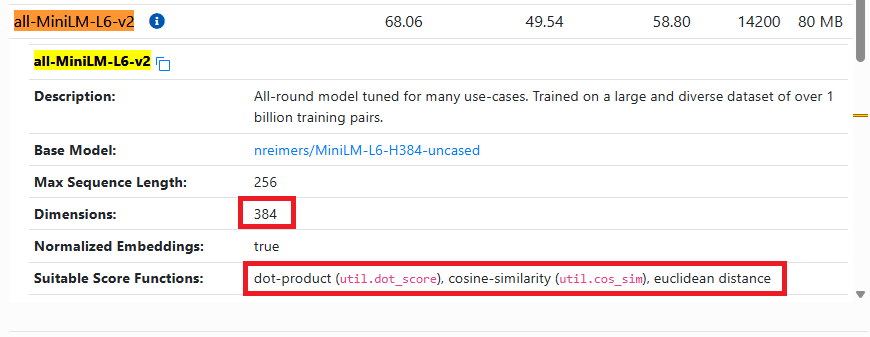 all-MiniLM-L6-v2 i 68.06 49.54 58.80 14200 80 MB
all-MiniLM-L6-v2
Description: All-round model tuned for many use-cases. Trained on a large and diverse dataset of over 1
billion training pairs.
Base Model: nreimers/MiniLM-L6-H384-uncased
Max Sequence Length: 256
Dimensions: 384
Normalized Embeddings: true
Suitable Score Functions: dot-product (util.dot_score), cosine-similarity (util.cos_sim), euclidean distance